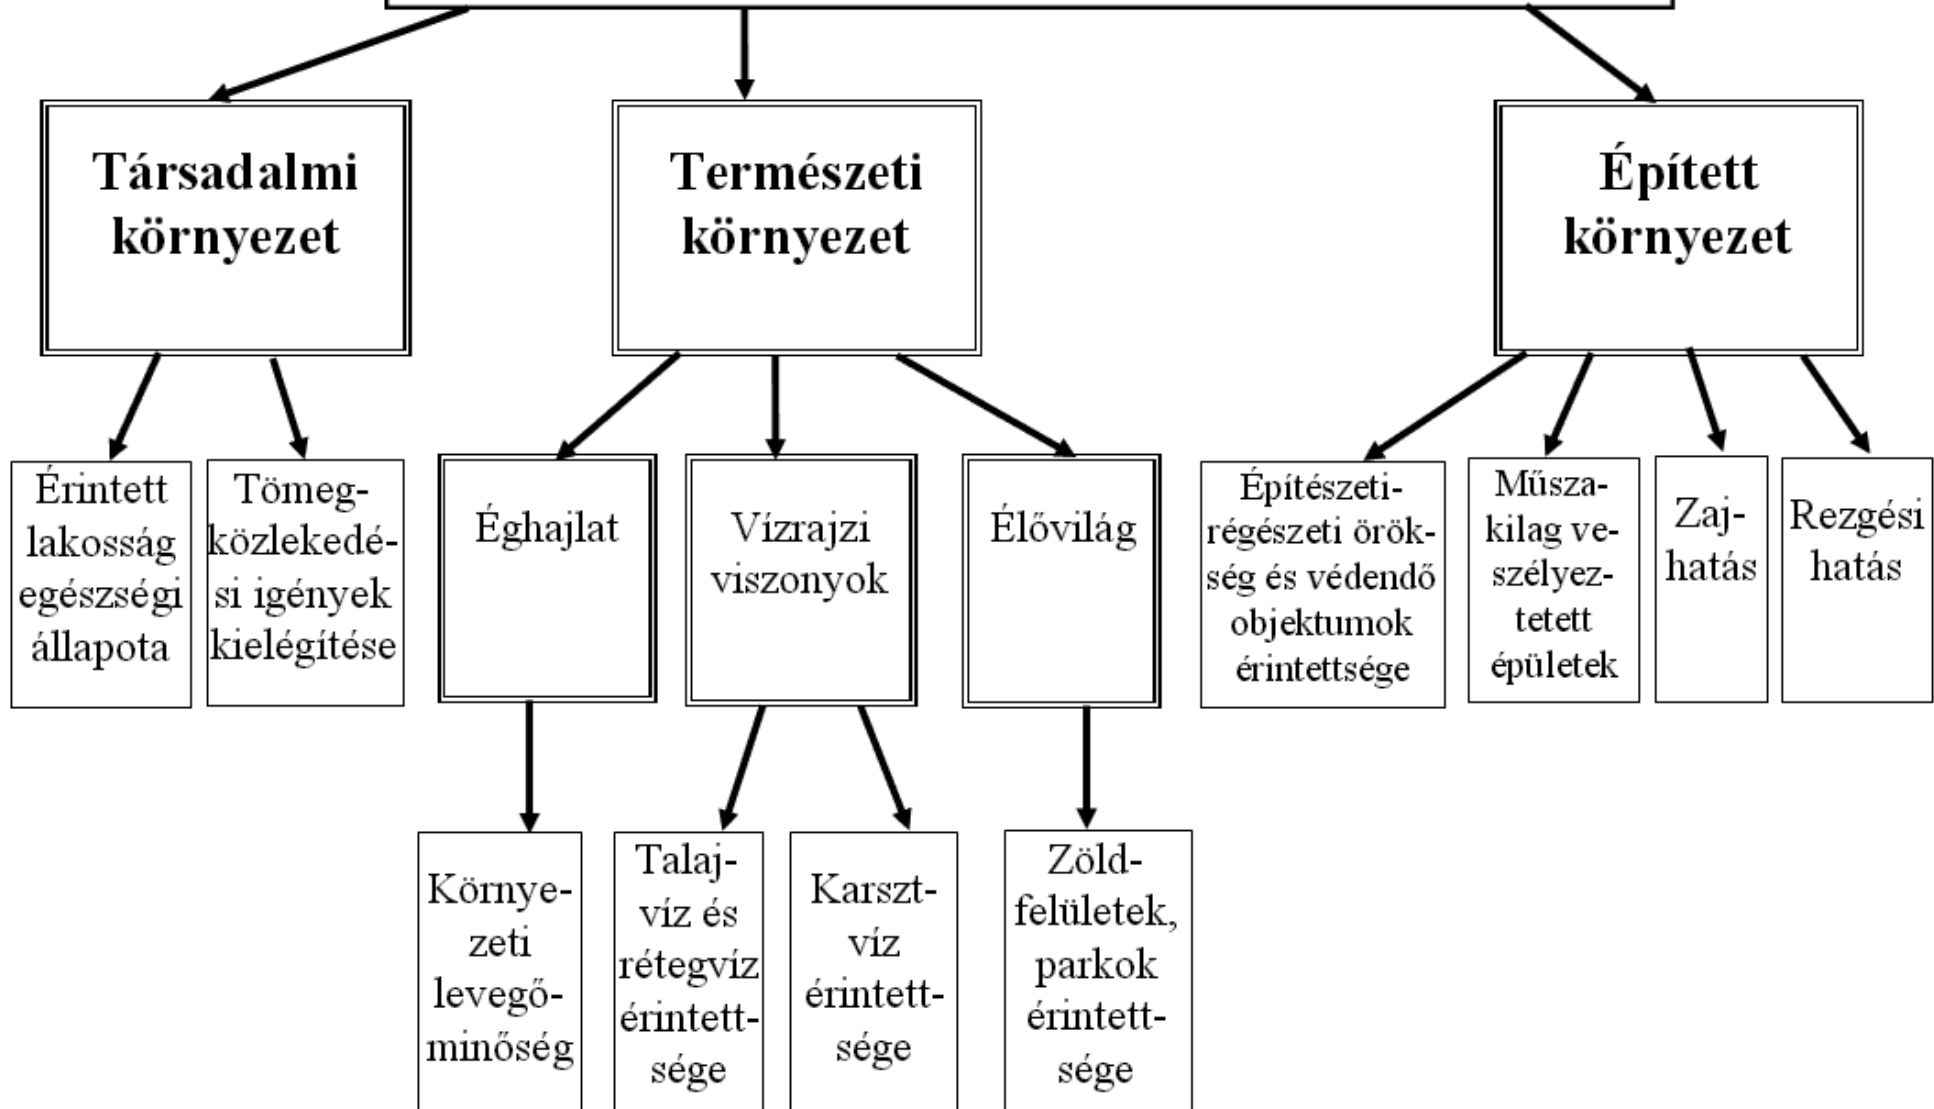 Társadalmi
környezet
Természeti
környezet
Épített
környezet
Érintett
lakosság
egészségi
állapota
Tömeg-
közlekedé-
si igények
kielégítése
Éghajlat
Vízrajzi
viszonyok
Élővilág
Építészeti-
régészeti örök-
ség és védendő
objektumok
érintettsége
Műsza-
kilag ve-
szélyez-
tetett
épületek
Zaj-
hatás
Rezgési
hatás
Környe-
zeti
levegő-
minőség
Talaj-
víz és
rétegvíz
érintett-
sége
Karszt-
víz
érintett-
sége
Zöld-
felületek,
parkok
érintett-
sége